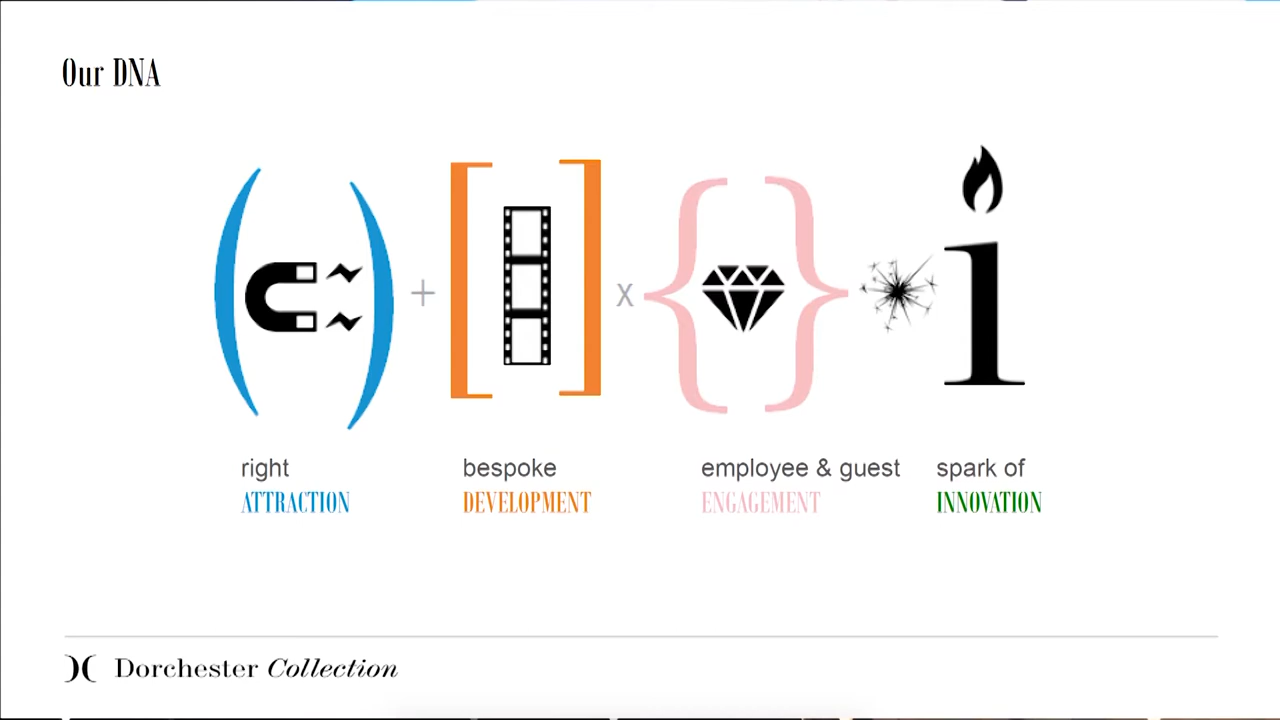 Our DNA
+
x
i
right
ATTRACTION
bespoke
DEVELOPMENT
employee & guest
ENGAGEMENT
spark of
INNOVATION
Dorchester Collection